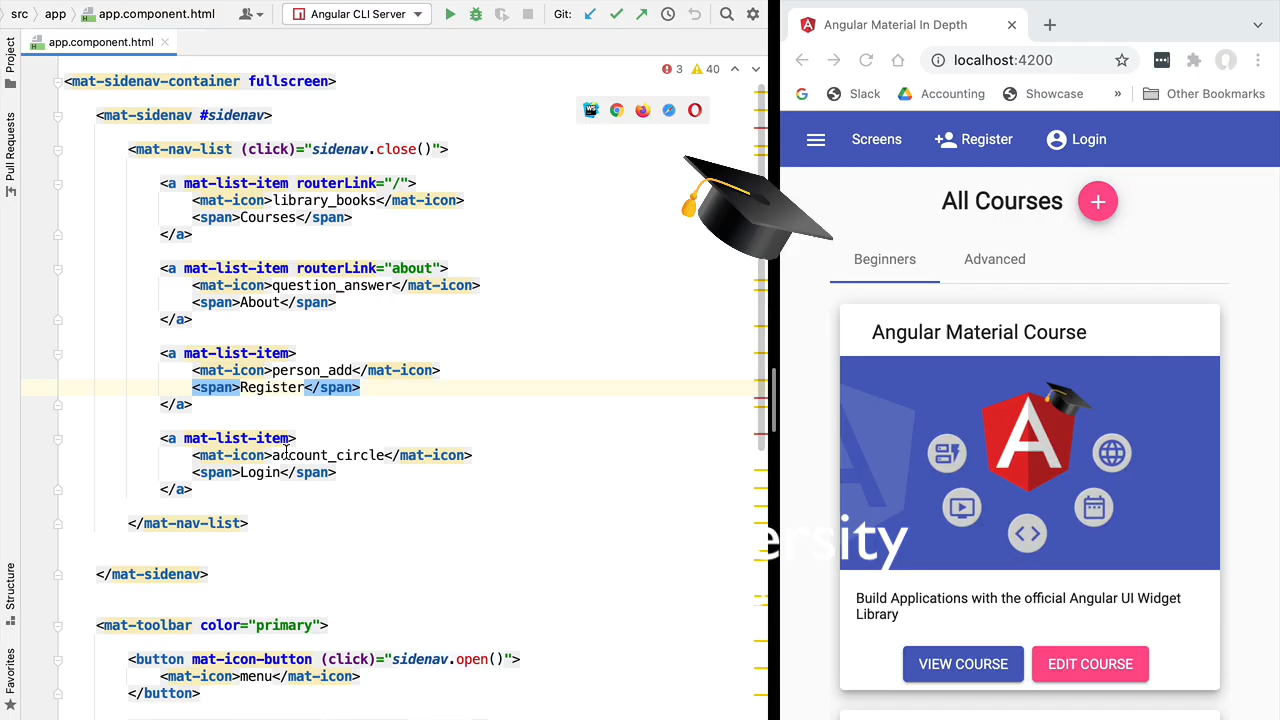 src
app
app.component.html
Angular CLI Server
Git:
app.component.html
Project
Pull Requests
Structure
Favorites
3
40
<mat-sidenav-container fullscreen>
<mat-sidenav #sidenav>
<mat-nav-list (click)="sidenav.close()">
<a mat-list-item routerLink="/">
<mat-icon>library_books</mat-icon>
<span>Courses</span>
</a>
<a mat-list-item routerLink="about">
<mat-icon>question_answer</mat-icon>
<span>About</span>
</a>
<a mat-list-item>
<mat-icon>person_add</mat-icon>
<span>Register</span>
</a>
<a mat-list-item>
<mat-icon>account_circle</mat-icon>
<span>Login</span>
</a>
</mat-nav-list>
</mat-sidenav>
<mat-toolbar color="primary">
<button mat-icon-button (click)="sidenav.open()">
<mat-icon>menu</mat-icon>
</button>
Angular Material In Depth
localhost:4200
Slack
Accounting
Showcase
»
Other Bookmarks
Screens
Register
Login
All Courses
+
Beginners
Advanced
Angular Material Course
A
ersity
Build Applications with the official Angular UI Widget
Library
VIEW COURSE
EDIT COURSE